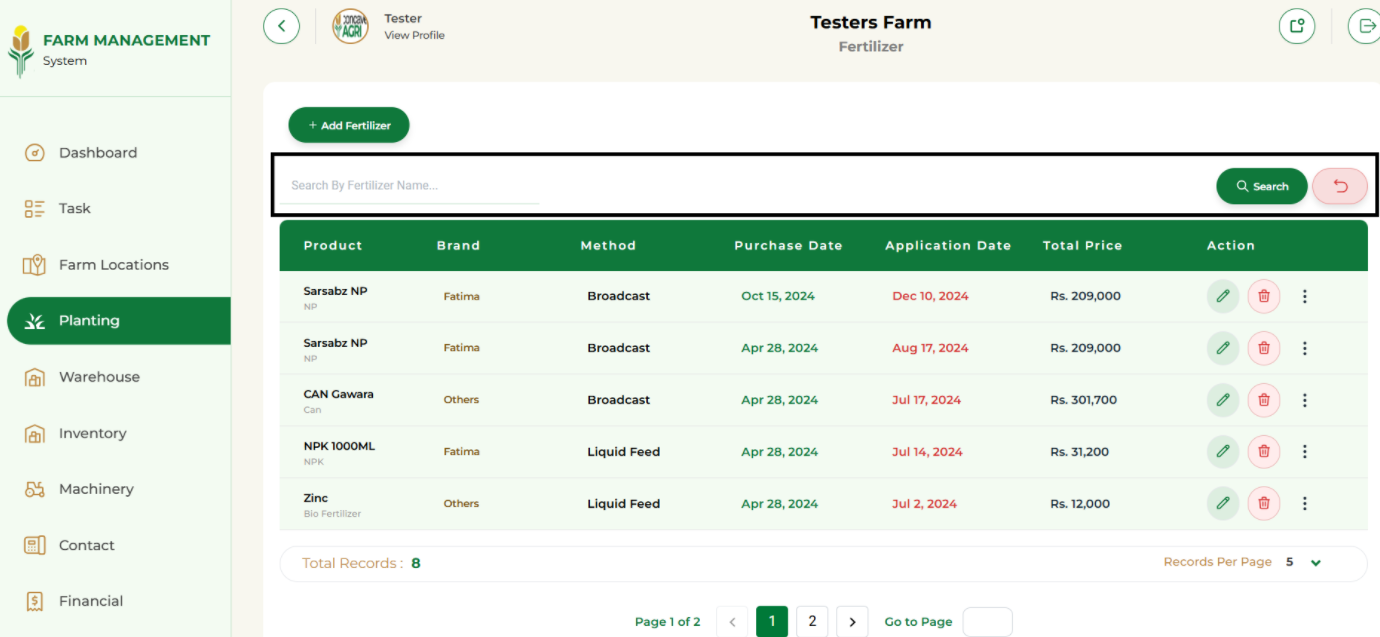 FARM MANAGEMENT
System
Dashboard
Task
Farm Locations
Planting
Warehouse
Inventory
Machinery
Contact
Financial
concave
AGRI
Tester
View Profile
Testers Farm
Fertilizer
+ Add Fertilizer
Search By Fertilizer Name...
Search
Product Brand Method Purchase Date Application Date Total Price Action
Sarsabz NP Fatima Broadcast Oct 15, 2024 Dec 10, 2024 Rs. 209,000
NP
Sarsabz NP Fatima Broadcast Apr 28, 2024 Aug 17, 2024 Rs. 209,000
NP
CAN Gawara Others Broadcast Apr 28, 2024 Jul 17, 2024 Rs. 301,700
Can
NPK 1000ML Fatima Liquid Feed Apr 28, 2024 Jul 14, 2024 Rs. 31,200
NPK
Zinc Others Liquid Feed Apr 28, 2024 Jul 2, 2024 Rs. 12,000
Bio Fertilizer
Total Records : 8 Records Per Page 5
Page 1 of 2 < 1 2 > Go to Page